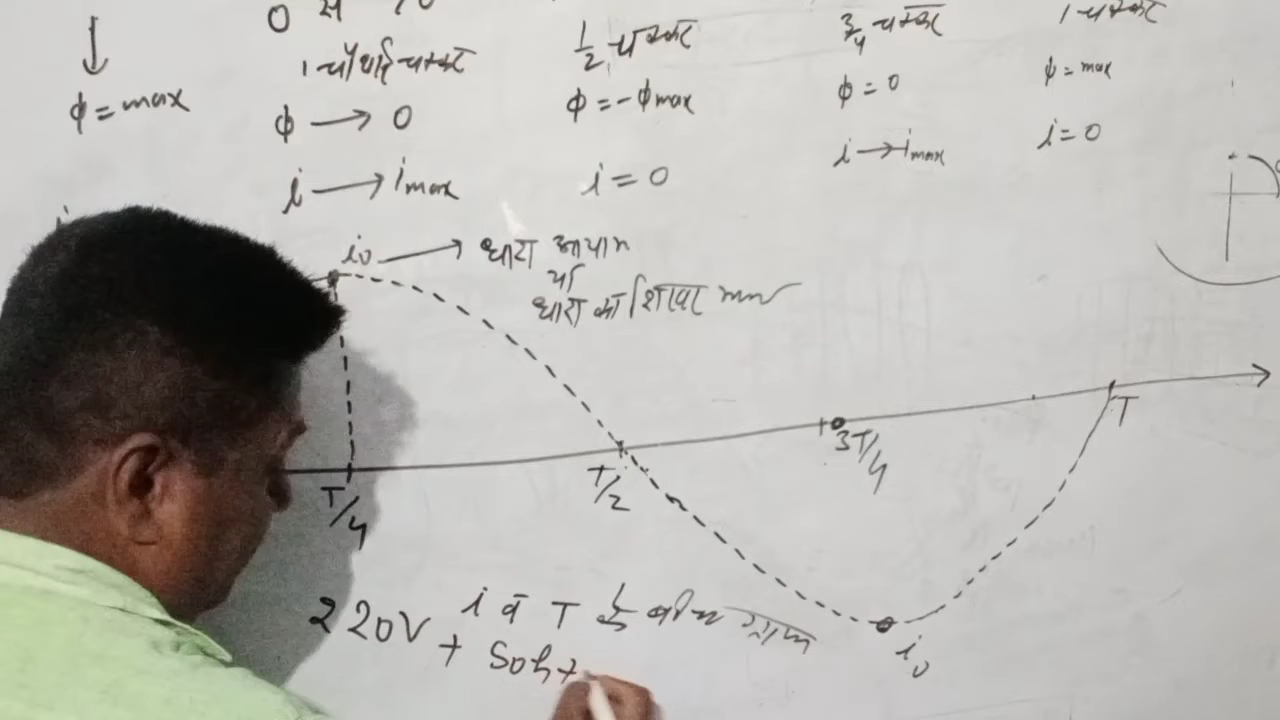 ↓
φ = max
1 चौथाई चक्कर
φ → 0
i → imax
1/2 चक्कर
φ = -φmax
i = 0
3/4 चक्कर
φ = 0
i → imax
1 चक्कर
φ = max
i = 0
i0 → धारा आयाम
या
धारा का शिखर मान
T/4
T/2
3T/4
T
i0
i व T के बीच ग्राफ
220V + 50hz